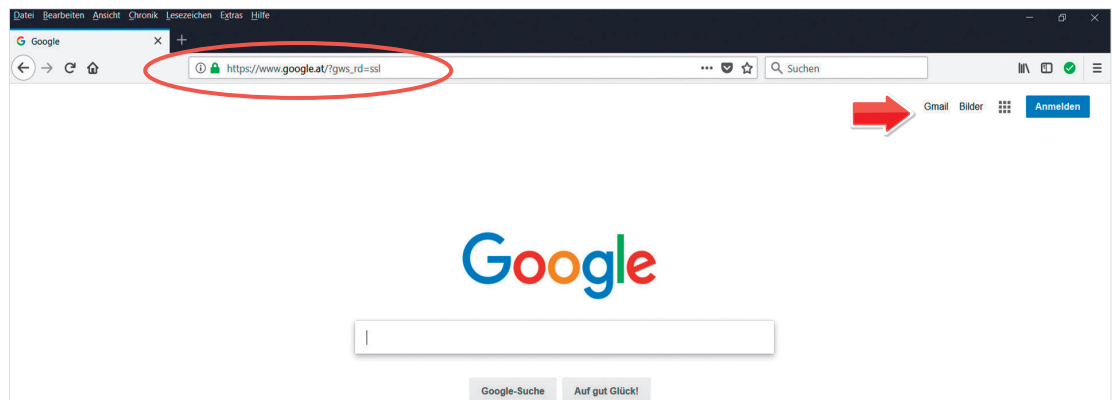 Datei Bearbeiten Ansicht Chronik Lesezeichen Extras Hilfe
Google
https://www.google.at/?gws_rd=ssl
Suchen
Gmail Bilder Anmelden
Google
Google-Suche Auf gut Glück!